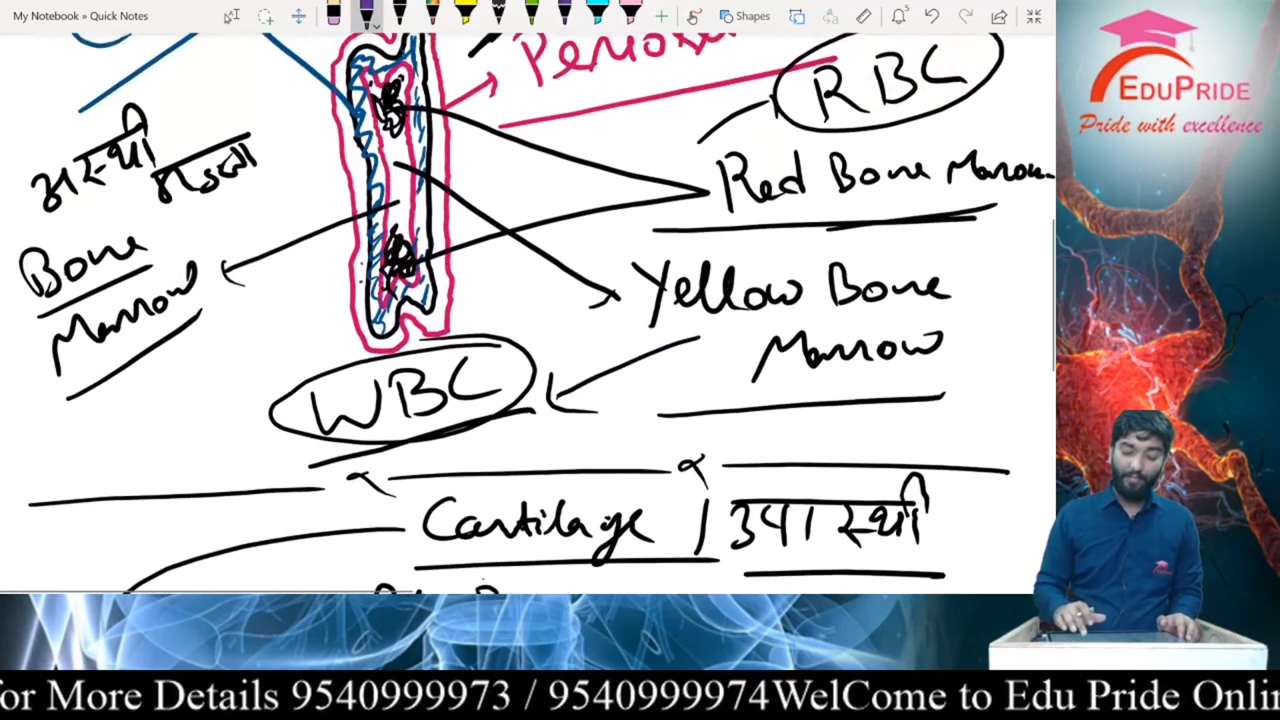 My Notebook » Quick Notes
Shapes
RBC
EDUPRIDE
Pride with excellence
अस्थी
मज्जा
Red Bone Marrow
Bone
Marrow
Yellow Bone
Marrow
WBC
Cartilage / उपास्थी
for More Details 9540999973 / 9540999974WelCome to Edu Pride Onli